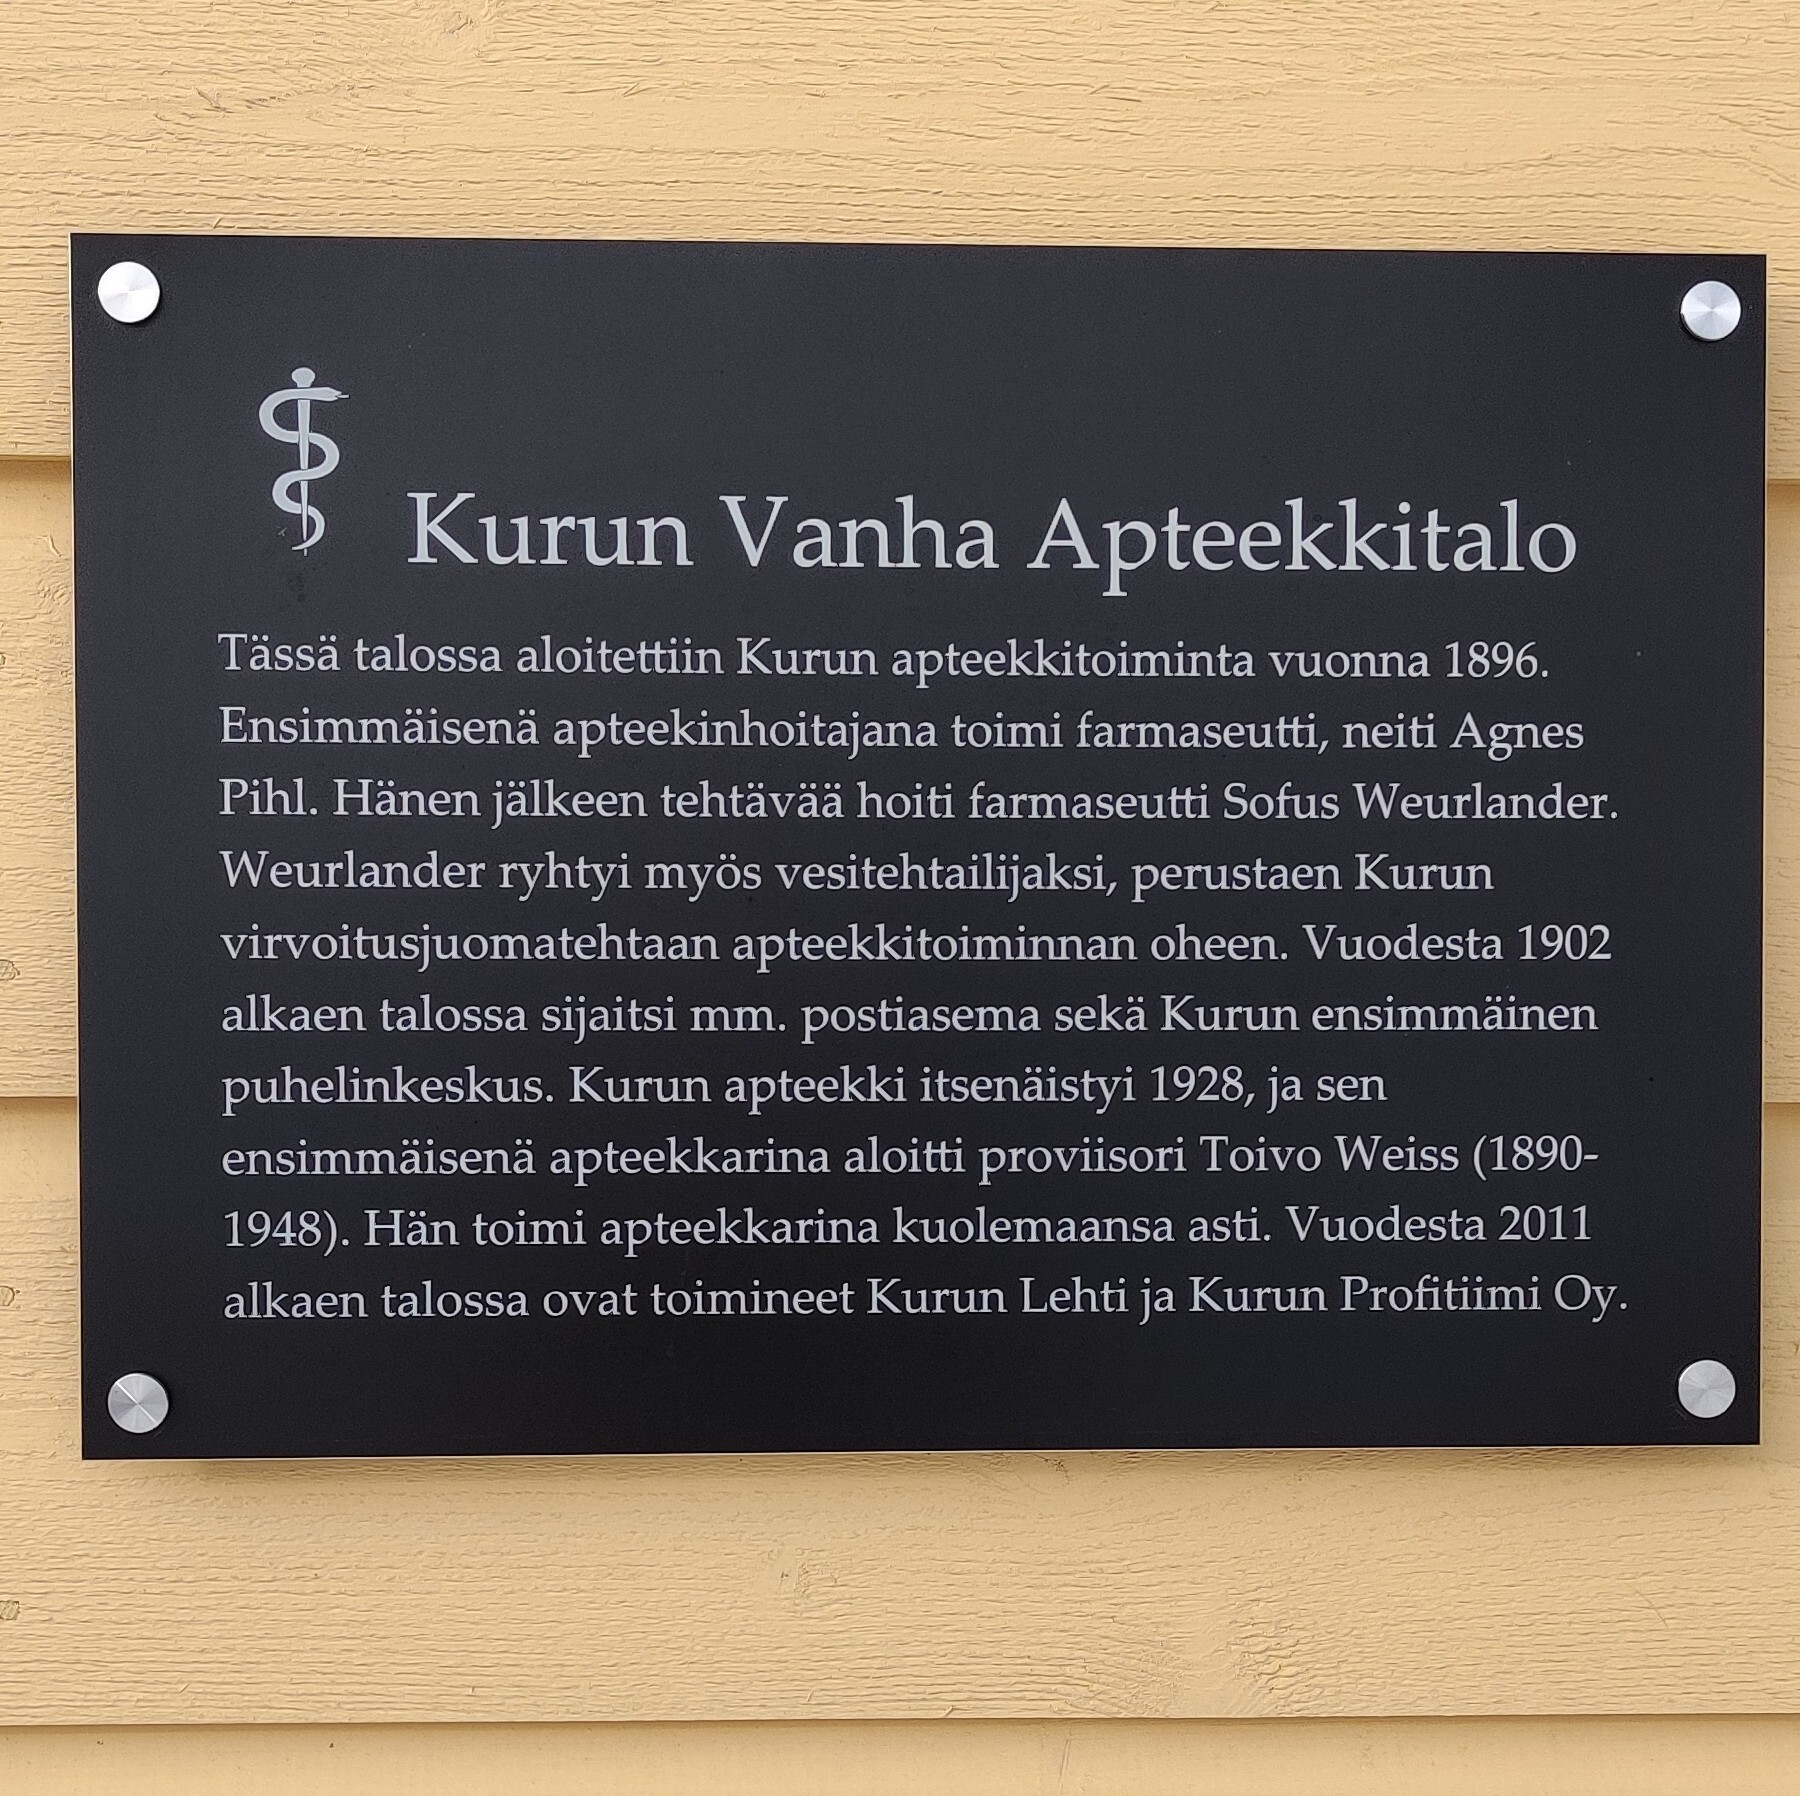 Kurun Vanha Apteekkitalo
Tässä talossa aloitettiin Kurun apteekkitoiminta vuonna 1896.
Ensimmäisenä apteekinhoitajana toimi farmaseutti, neiti Agnes
Pihl. Hänen jälkeen tehtävää hoiti farmaseutti Sofus Weurlander.
Weurlander ryhtyi myös vesitehtailijaksi, perustaen Kurun
virvoitusjuomatehtaan apteekkitoiminnan oheen. Vuodesta 1902
alkaen talossa sijaitsi mm. postiasema sekä Kurun ensimmäinen
puhelinkeskus. Kurun apteekki itsenäistyi 1928, ja sen
ensimmäisenä apteekkarina aloitti proviisori Toivo Weiss (1890-
1948). Hän toimi apteekkarina kuolemaansa asti. Vuodesta 2011
alkaen talossa ovat toimineet Kurun Lehti ja Kurun Profitiimi Oy.